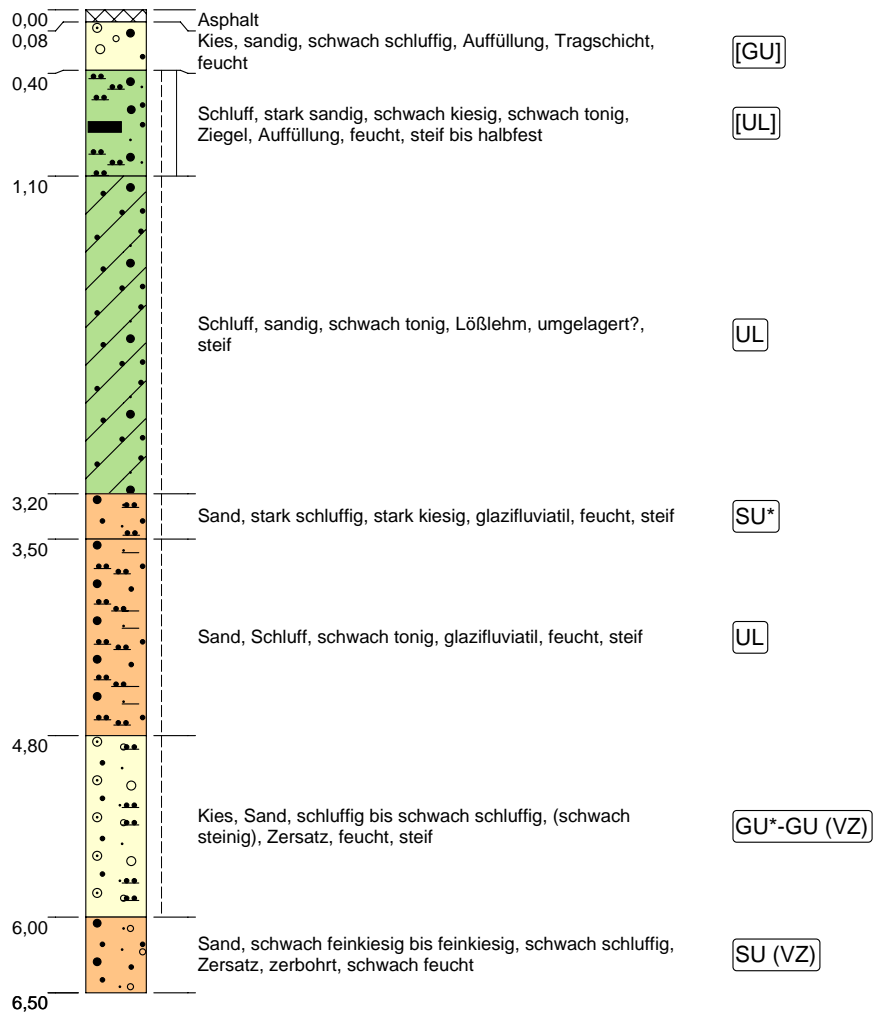 0,00
Asphalt
0,08
Kies, sandig, schwach schluffig, Auffüllung, Tragschicht,
feucht
[GU]
0,40
Schluff, stark sandig, schwach kiesig, schwach tonig,
Ziegel, Auffüllung, feucht, steif bis halbfest
[UL]
1,10
Schluff, sandig, schwach tonig, Lößlehm, umgelagert?,
steif
UL
3,20
Sand, stark schluffig, stark kiesig, glazifluviatil, feucht, steif
SU*
3,50
Sand, Schluff, schwach tonig, glazifluviatil, feucht, steif
UL
4,80
Kies, Sand, schluffig bis schwach schluffig, (schwach
steinig), Zersatz, feucht, steif
GU*-GU (VZ)
6,00
Sand, schwach feinkiesig bis feinkiesig, schwach schluffig,
Zersatz, zerbohrt, schwach feucht
SU (VZ)
6,50